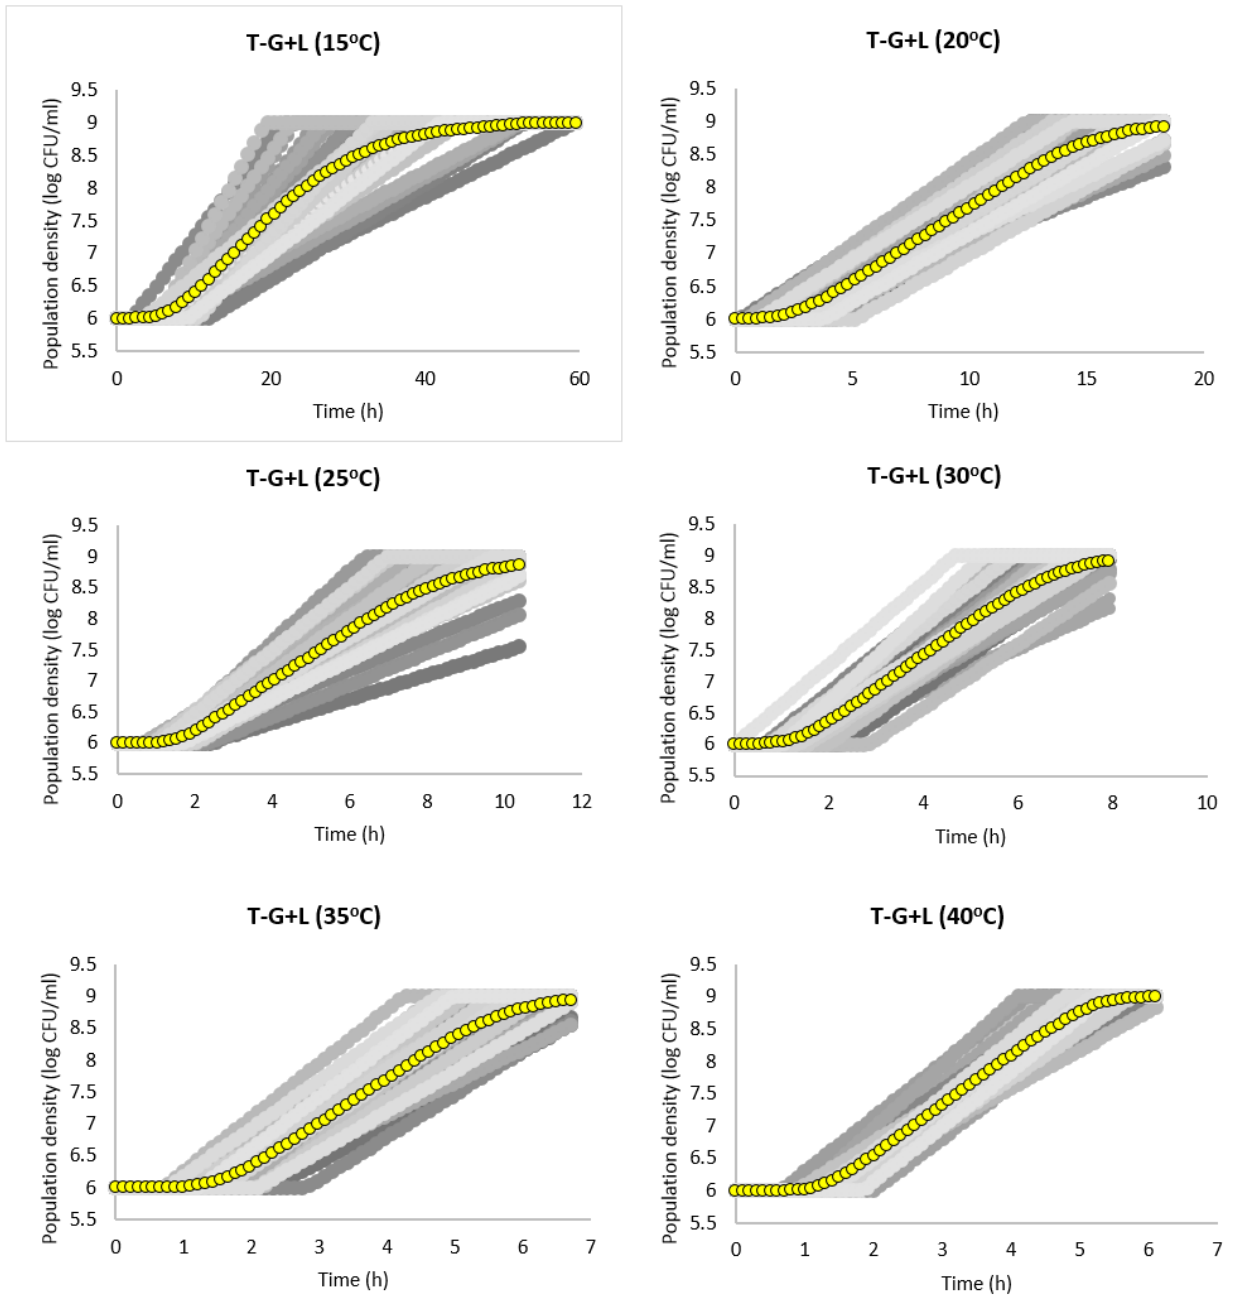 T-G+L (15⁰C)
Population density (log CFU/ml)
9.5
9
8.5
8
7.5
7
6.5
6
5.5
0 20 40 60
Time (h)
T-G+L (20⁰C)
Population density (log CFU/ml)
9.5
9
8.5
8
7.5
7
6.5
6
5.5
0 5 10 15 20
Time (h)
T-G+L (25⁰C)
Population density (log CFU/ml)
9.5
9
8.5
8
7.5
7
6.5
6
5.5
0 2 4 6 8 10 12
Time (h)
T-G+L (30⁰C)
Population density (log CFU/ml)
9.5
9
8.5
8
7.5
7
6.5
6
5.5
0 2 4 6 8 10
Time (h)
T-G+L (35⁰C)
Population density (log CFU/ml)
9.5
9
8.5
8
7.5
7
6.5
6
5.5
0 1 2 3 4 5 6 7
Time (h)
T-G+L (40⁰C)
Population density (log CFU/ml)
9.5
9
8.5
8
7.5
7
6.5
6
5.5
0 1 2 3 4 5 6 7
Time (h)